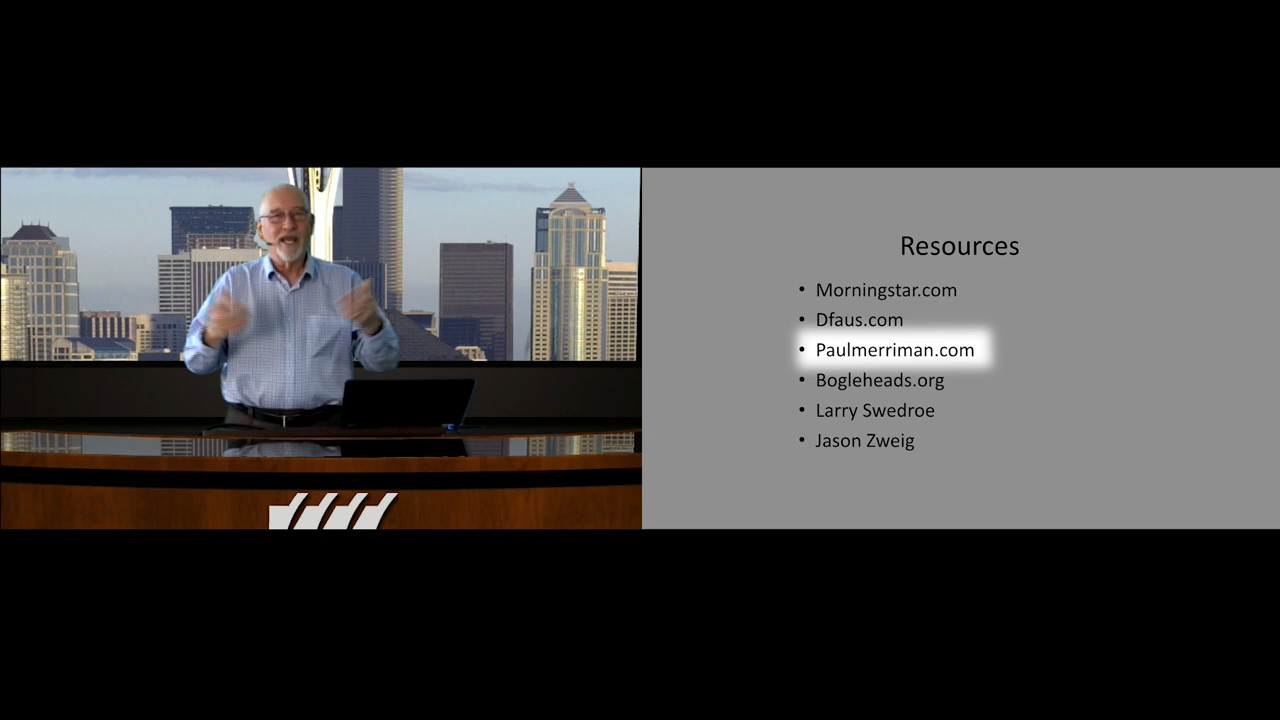 Resources
• Morningstar.com
• Dfaus.com
• Paulmerriman.com
• Bogleheads.org
• Larry Swedroe
• Jason Zweig